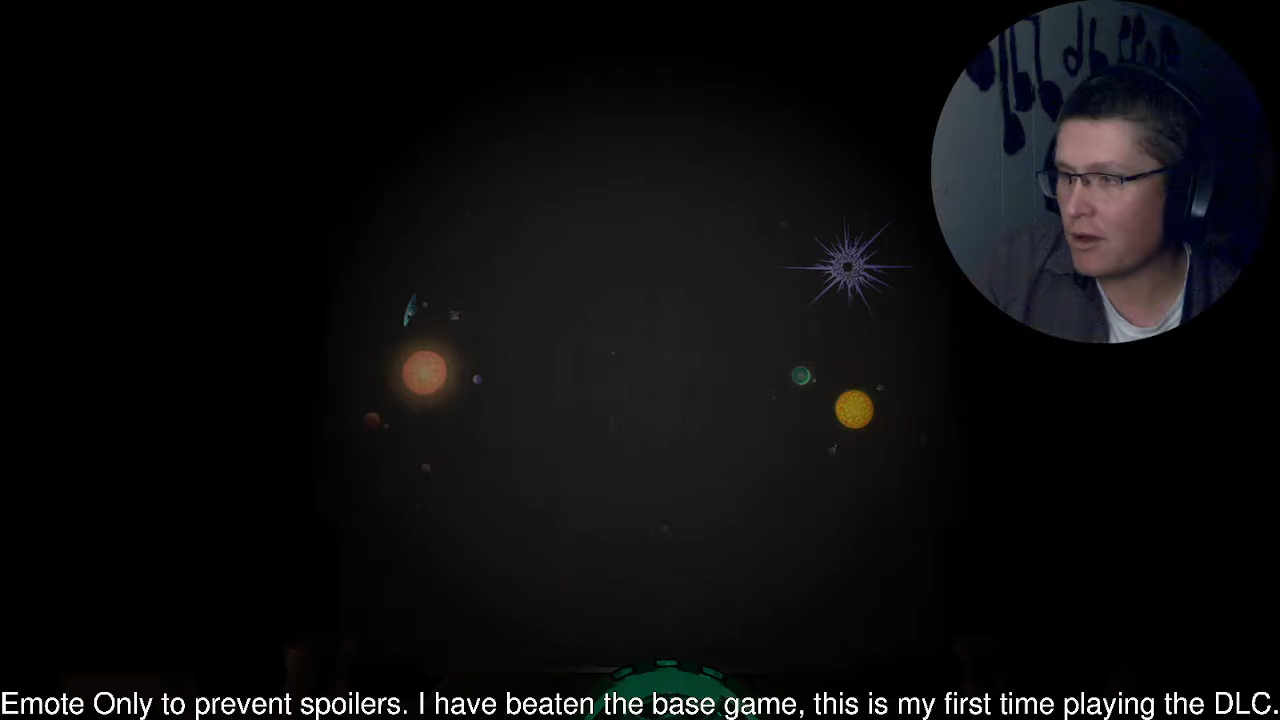 Emote Only to prevent spoilers. I have beaten the base game, this is my first time playing the DLC.